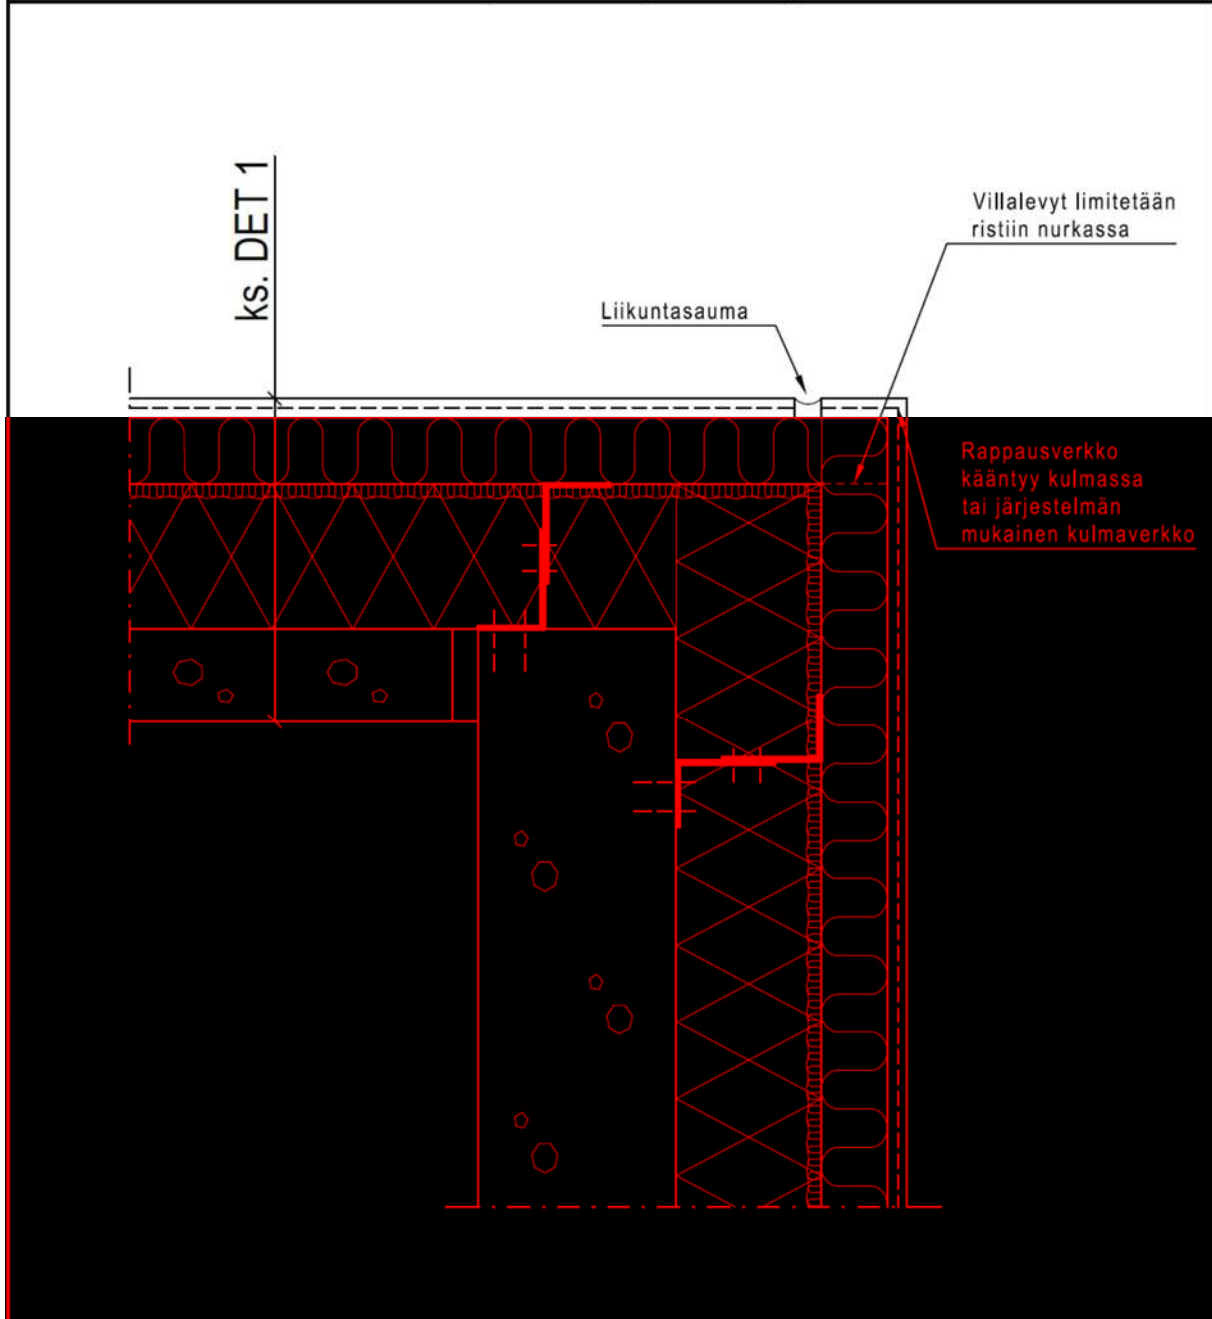 ks. DET 1
Villalevyt limitetään
ristiin nurkassa
Liikuntasauma
Rappausverkko
kääntyy kulmassa
tai järjestelmän
mukainen kulmaverkko